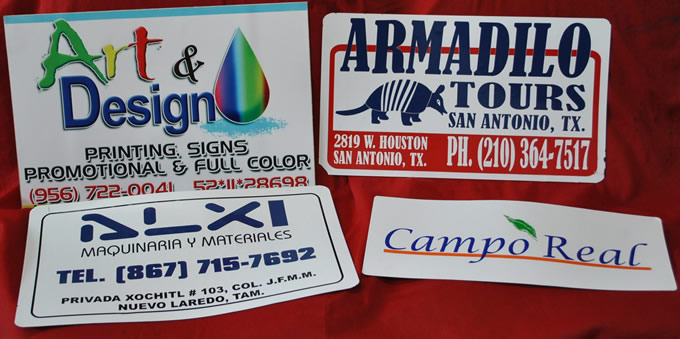 Art &
Design
PRINTING, SIGNS
PROMOTIONAL & FULL COLOR
(956) 722-0041 52*11*28698
ARMADILO
TOURS
SAN ANTONIO, TX.
2819 W. HOUSTON
SAN ANTONIO, TX.
PH. (210) 364-7517
ALXI
MAQUINARIA Y MATERIALES
TEL. (867) 715-7692
PRIVADA XOCHITL # 103, COL. J.F.M.M.
NUEVO LAREDO, TAM.
Campo Real